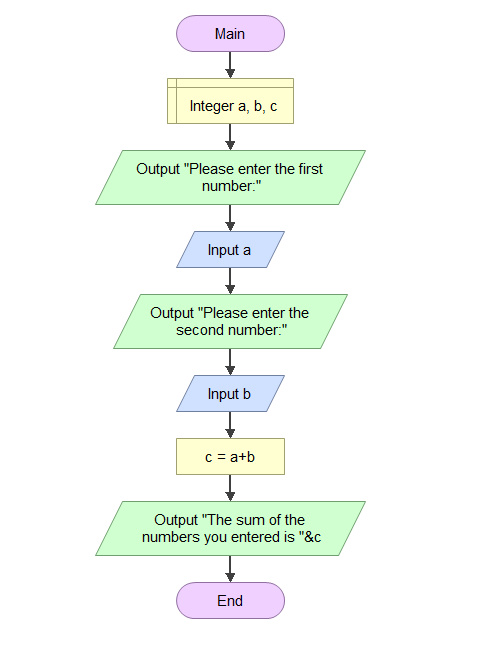 Main
Integer a, b, c
Output "Please enter the first
number:"
Input a
Output "Please enter the
second number:"
Input b
c = a+b
Output "The sum of the
numbers you entered is "&c
End